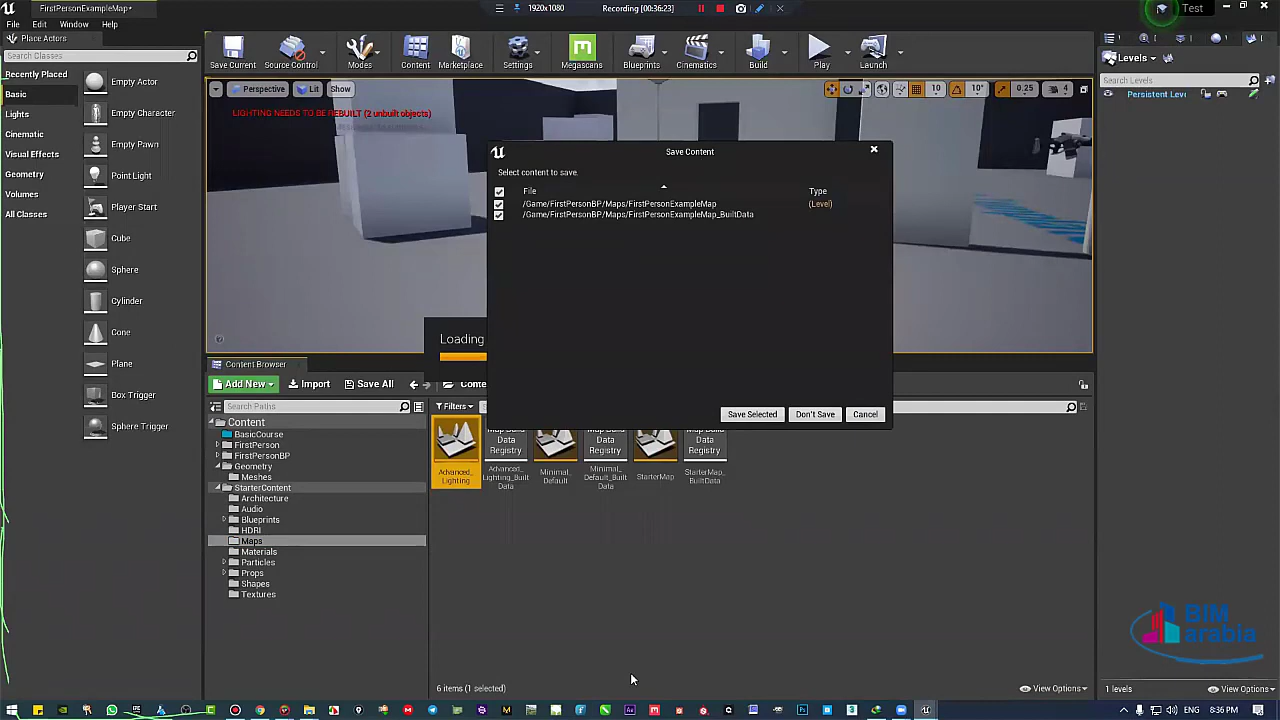 FirstPersonExampleMap*
1920x1080
Recording [00:36:23]
Test
File Edit Window Help
Place Actors
Search Classes
Recently Placed
Basic
Lights
Cinematic
Visual Effects
Geometry
Volumes
All Classes
Empty Actor
Empty Character
Empty Pawn
Point Light
Player Start
Cube
Sphere
Cylinder
Cone
Plane
Box Trigger
Sphere Trigger
Save Current Source Control Modes Content Marketplace Settings Megascans Blueprints Cinematics Build Play Launch
Perspective Lit Show
10 10° 0.25 4
LIGHTING NEEDS TO BE REBUILT (2 unbuilt objects)
Levels
Search Levels
Persistent Leve
Save Content
Select content to save.
File Type
/Game/FirstPersonBP/Maps/FirstPersonExampleMap (Level)
/Game/FirstPersonBP/Maps/FirstPersonExampleMap_BuiltData
Save Selected Don't Save Cancel
Loading
Content Browser
Add New Import Save All Conte
Search Paths
Filters
Content
BasicCourse
FirstPerson
FirstPersonBP
Geometry
Meshes
StarterContent
Architecture
Audio
Blueprints
HDRI
Maps
Materials
Particles
Props
Shapes
Textures
Advanced_
Lighting
Advanced_
Lighting_Built
Data
Minimal_
Default
Data
Registry
Minimal_
Default_Built
Data
StarterMap
Data
Registry
StarterMap_
BuiltData
6 items (1 selected)
View Options
1 levels
View Options
BIM
arabia
ENG 8:36 PM